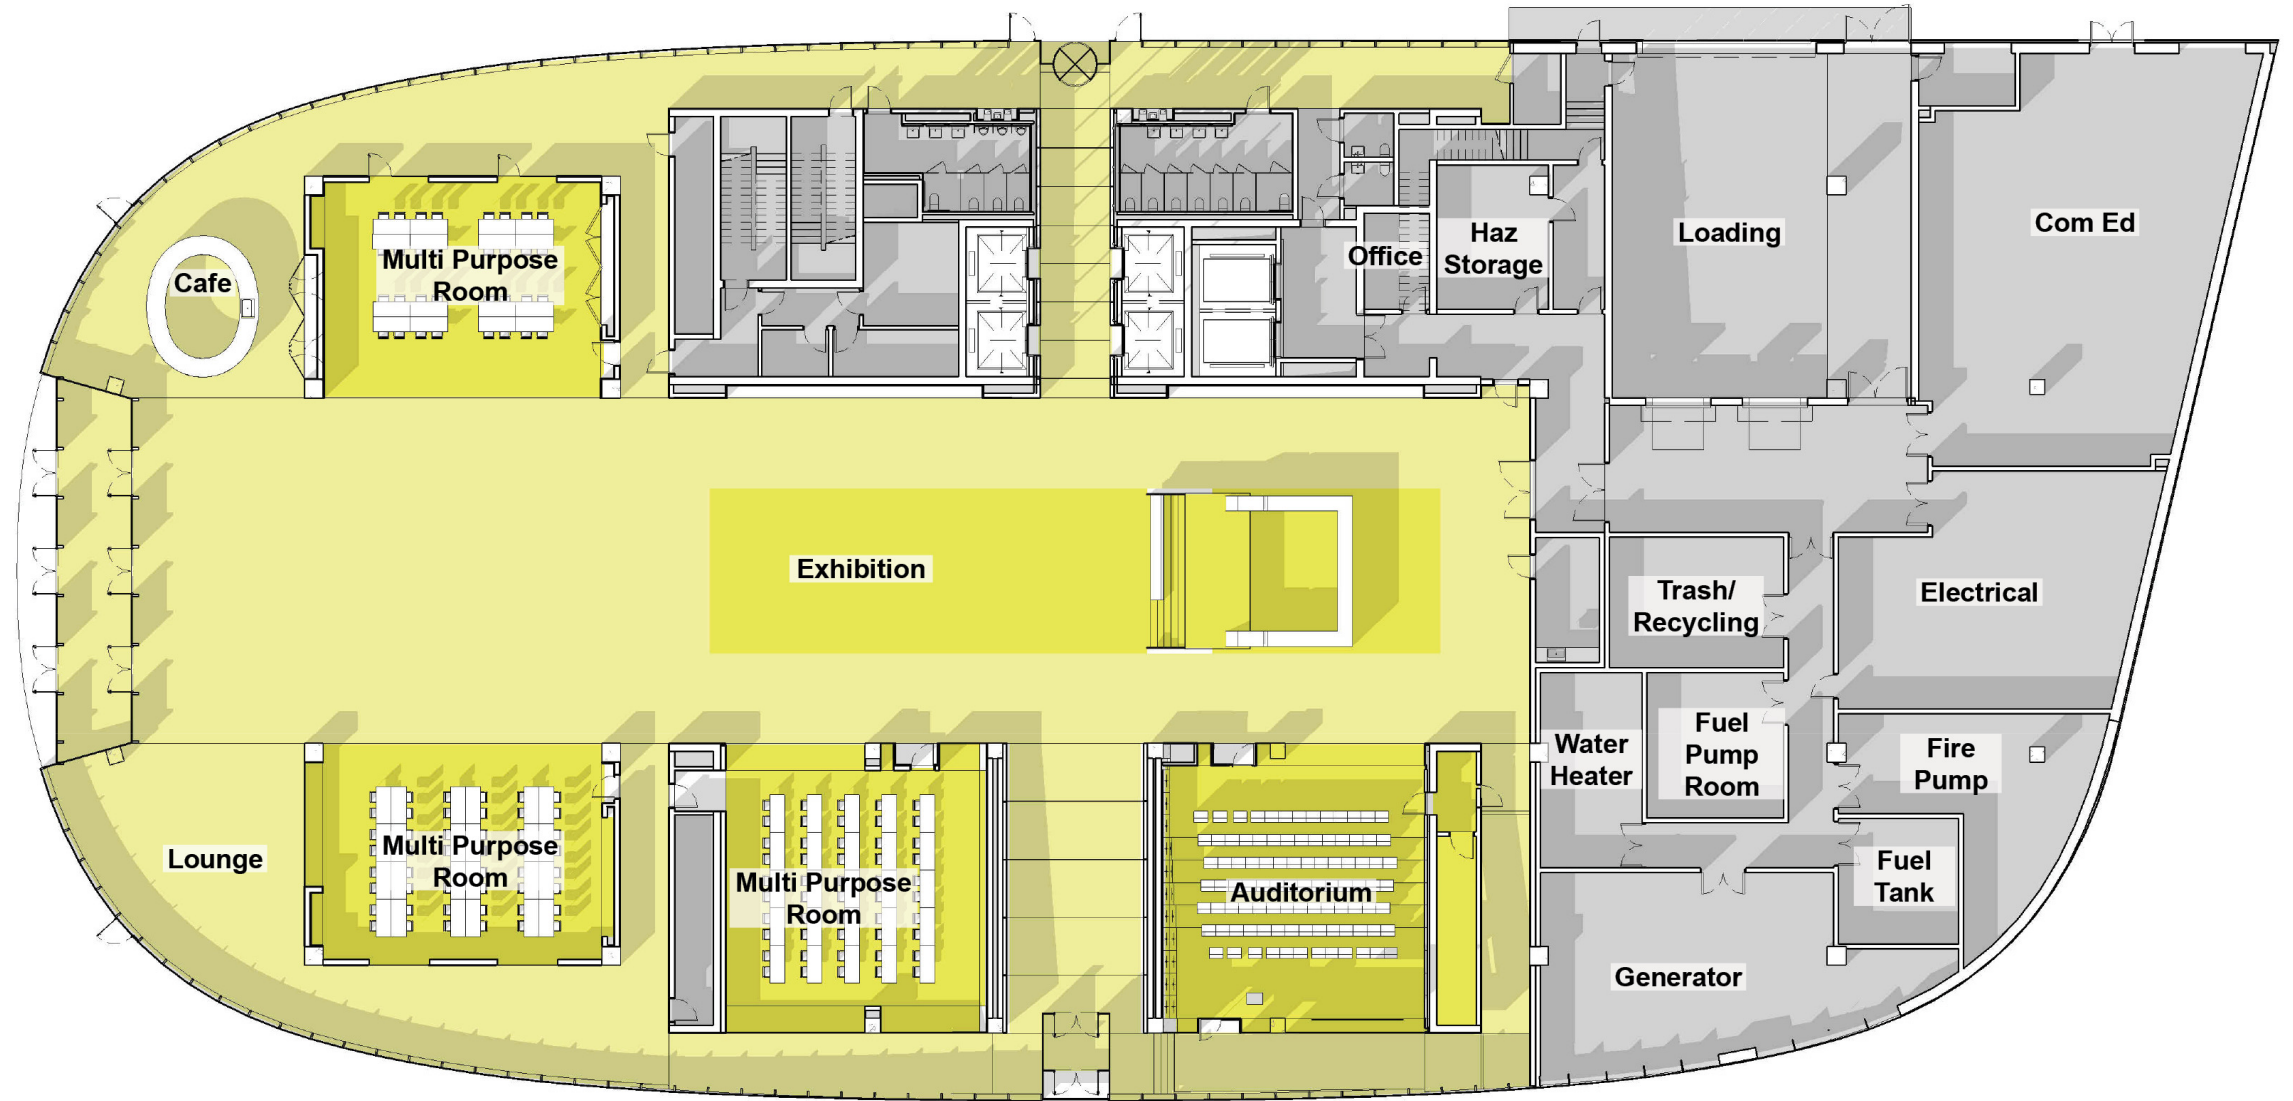 Com Ed
Loading
Haz
Storage
Office
Multi Purpose
Room
Cafe
Exhibition
Trash/
Recycling
Electrical
Water
Heater
Fuel
Pump
Room
Fire
Pump
Lounge
Multi Purpose
Room
Multi Purpose
Room
Auditorium
Fuel
Tank
Generator